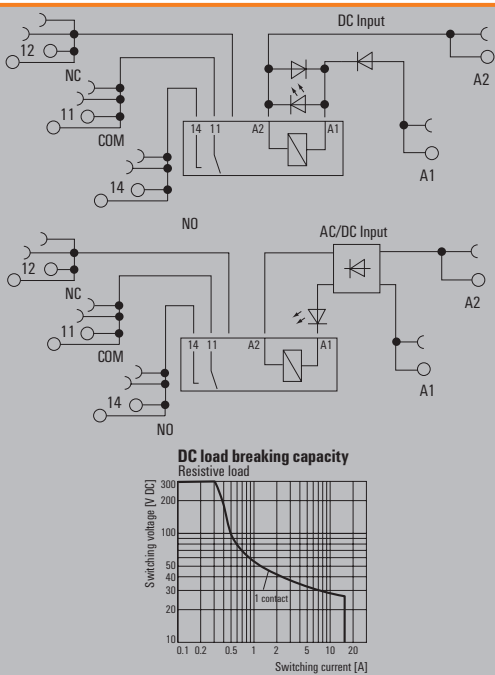 DC Input
12
NC
A2
11
COM
14 11 A2 A1
A1
14
NO
AC/DC Input
12
NC
A2
11
COM
14 11 A2 A1
A1
14
NO
DC load breaking capacity
Resistive load
Switching voltage [V DC]
300
200
100
50
40
30
20
10
1 contact
0.1 0.2 0.5 1 2 5 10 20
Switching current [A]